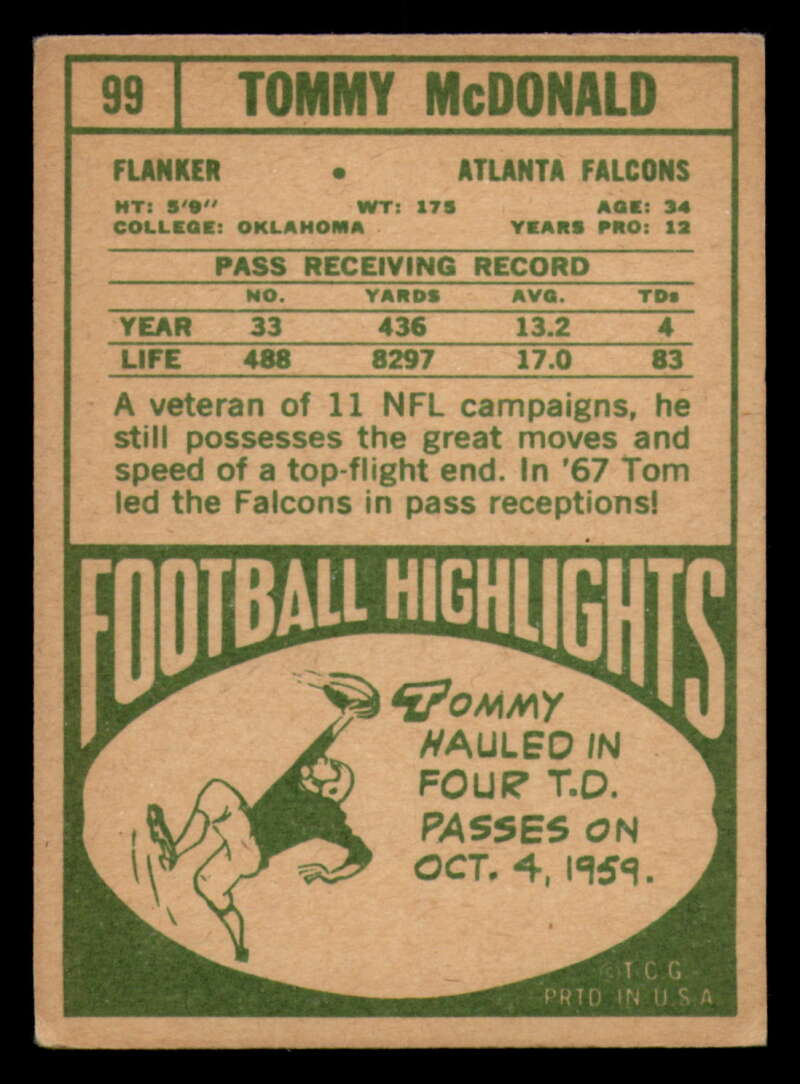 99 TOMMY McDONALD
FLANKER • ATLANTA FALCONS
HT: 5'9" WT: 175 AGE: 34
COLLEGE: OKLAHOMA YEARS PRO: 12
PASS RECEIVING RECORD
NO. YARDS AVG. TDs
YEAR 33 436 13.2 4
LIFE 488 8297 17.0 83
A veteran of 11 NFL campaigns, he
still possesses the great moves and
speed of a top-flight end. In '67 Tom
led the Falcons in pass receptions!
FOOTBALL HIGHLIGHTS
TOMMY
HAULED IN
FOUR T.D.
PASSES ON
OCT. 4, 1959.
© T.C.G.
PRTD IN U.S.A.